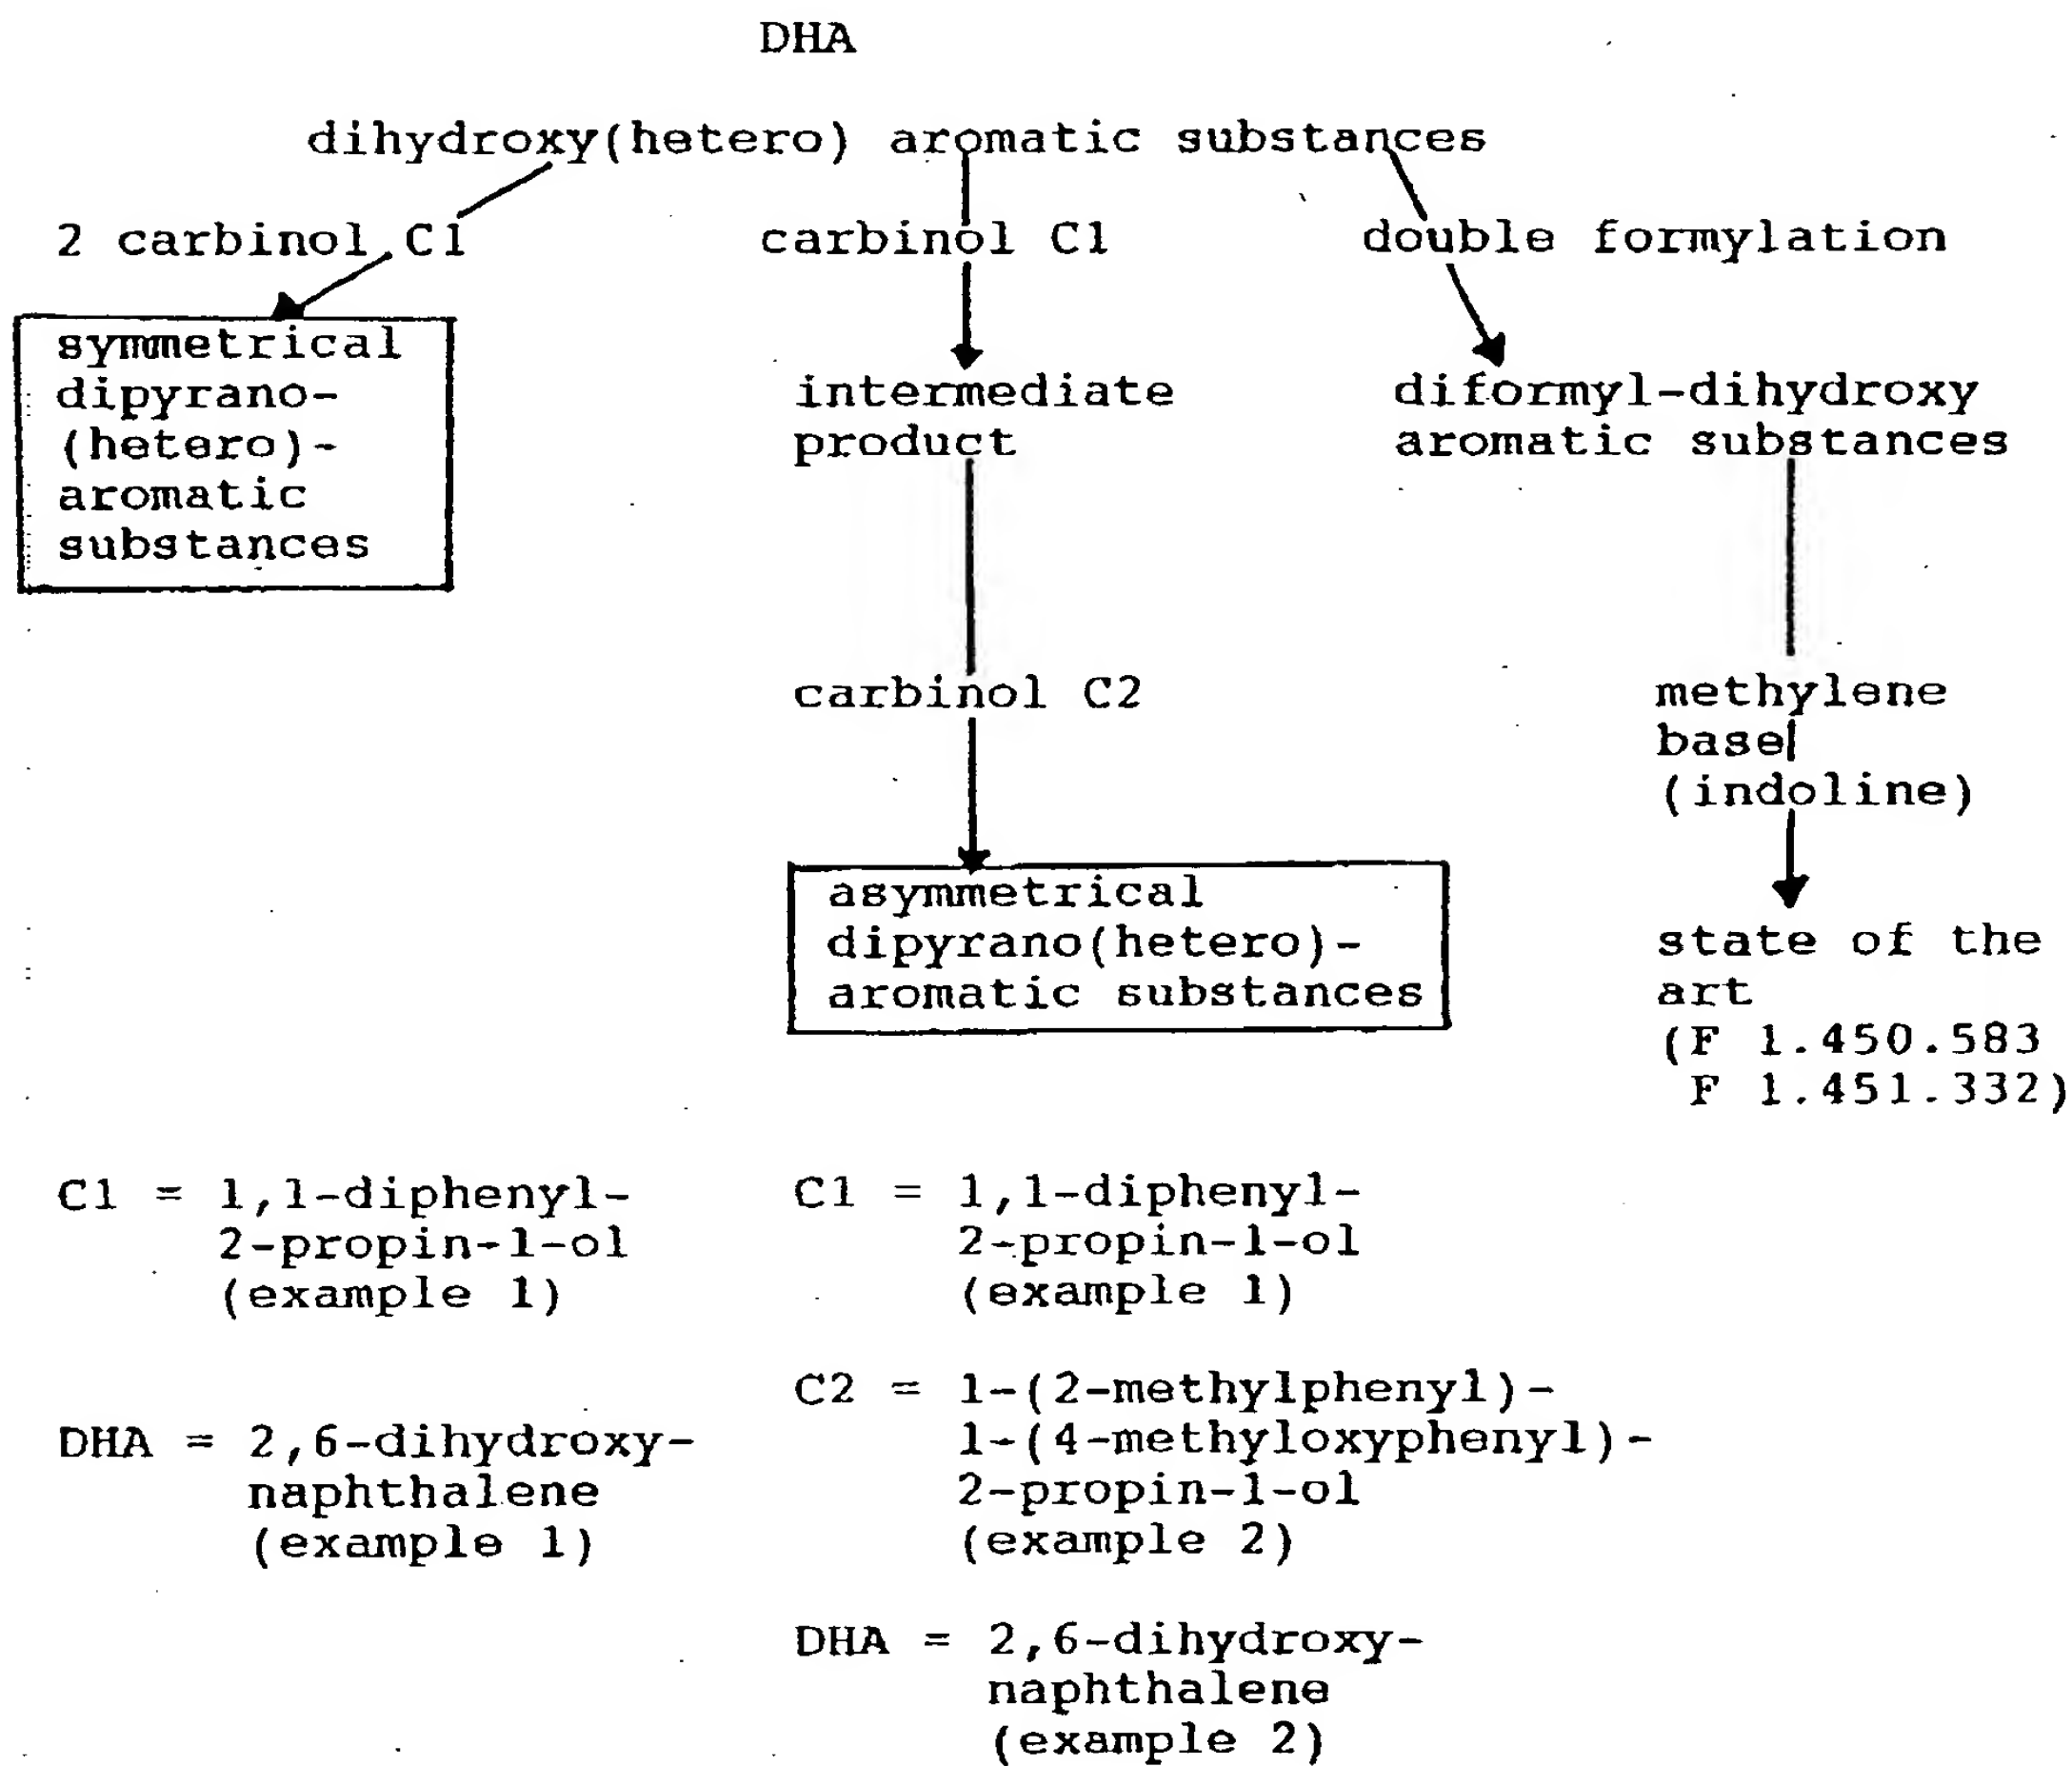 DHA
dihydroxy(hetero) aromatic substances
2 carbinol C1
carbinol C1
double formylation
symmetrical
dipyrano-
(hetero)-
aromatic
substances
intermediate
product
diformyl-dihydroxy
aromatic substances
carbinol C2
methylene
base
(indoline)
asymmetrical
dipyrano(hetero)-
aromatic substances
state of the
art
(F 1.450.583
F 1.451.332)
C1 = 1,1-diphenyl-
2-propin-1-ol
(example 1)
DHA = 2,6-dihydroxy-
naphthalene
(example 1)
C1 = 1,1-diphenyl-
2-propin-1-ol
(example 1)
C2 = 1-(2-methylphenyl)-
1-(4-methyloxyphenyl)-
2-propin-1-ol
(example 2)
DHA = 2,6-dihydroxy-
naphthalene
(example 2)